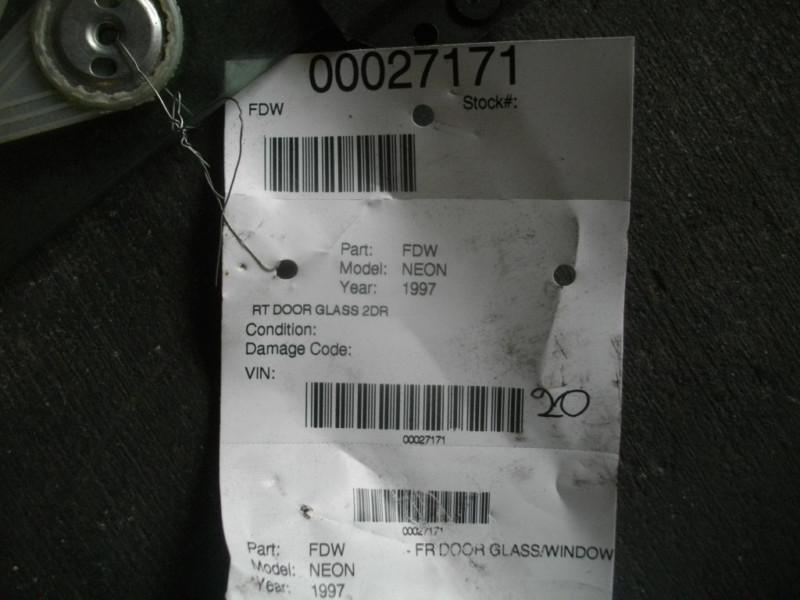 00027171
FDW Stock#:
Part: FDW
Model: NEON
Year: 1997
RT DOOR GLASS 2DR
Condition:
Damage Code:
VIN:
20
00027171
00027171
Part: FDW - FR DOOR GLASS/WINDOW
Model: NEON
Year: 1997